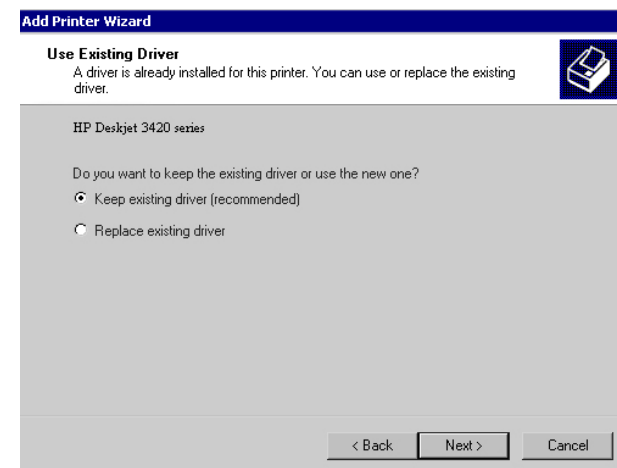 Add Printer Wizard
Use Existing Driver
A driver is already installed for this printer. You can use or replace the existing
driver.
HP Deskjet 3420 series
Do you want to keep the existing driver or use the new one?
Keep existing driver (recommended)
Replace existing driver
< Back Next > Cancel